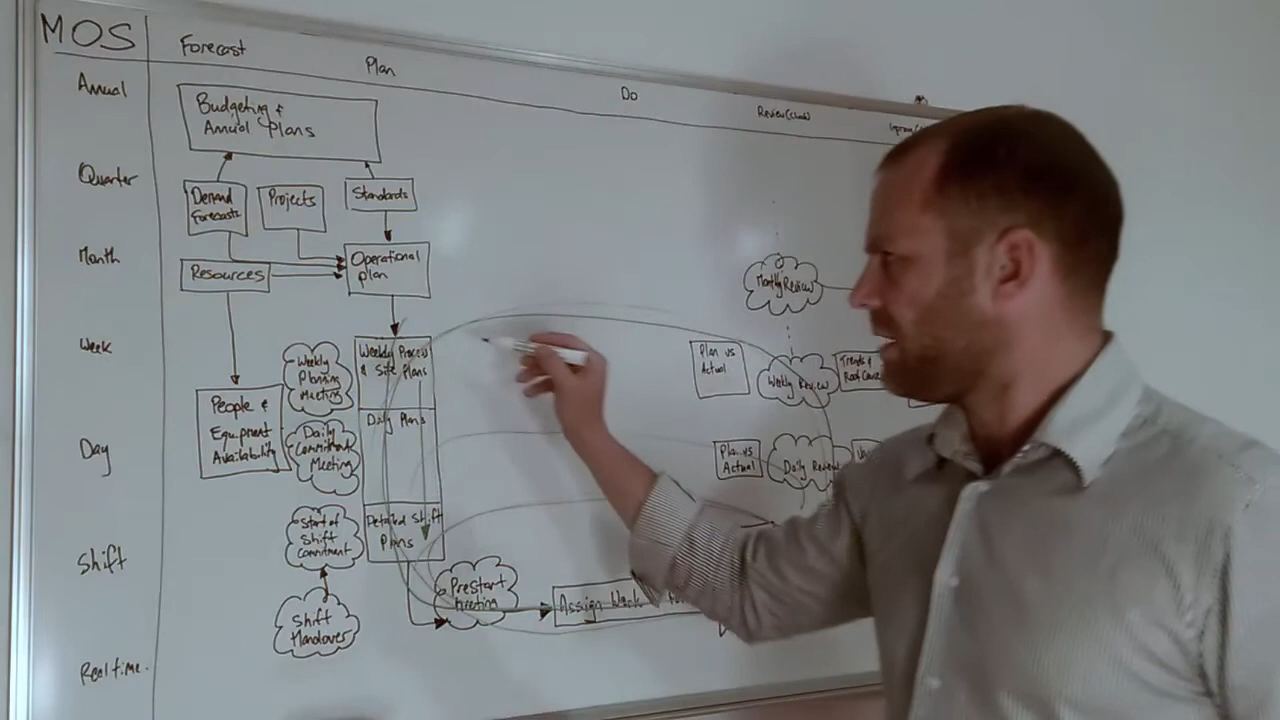 MOS
Forecast
Plan
Do
Review (Check)
Annual
Budgeting &
Annual Plans
Quarter
Demand
Forecasts
Projects
Standards
Month
Resources
Operational
plan
Monthly Review
Week
Weekly
Planning
Meeting
Weekly Process
& Site Plans
Plan vs
Actual
Weekly Review
Trends &
Root Cause
People &
Equipment
Availability
Day
Daily
Commitment
Meeting
Daily Plans
Plan vs
Actual
Daily Review
Start of
Shift
Commitment
Detailed Shift
Plans
Shift
Shift
Handover
PreStart
Meeting
Assign Work
Real time.